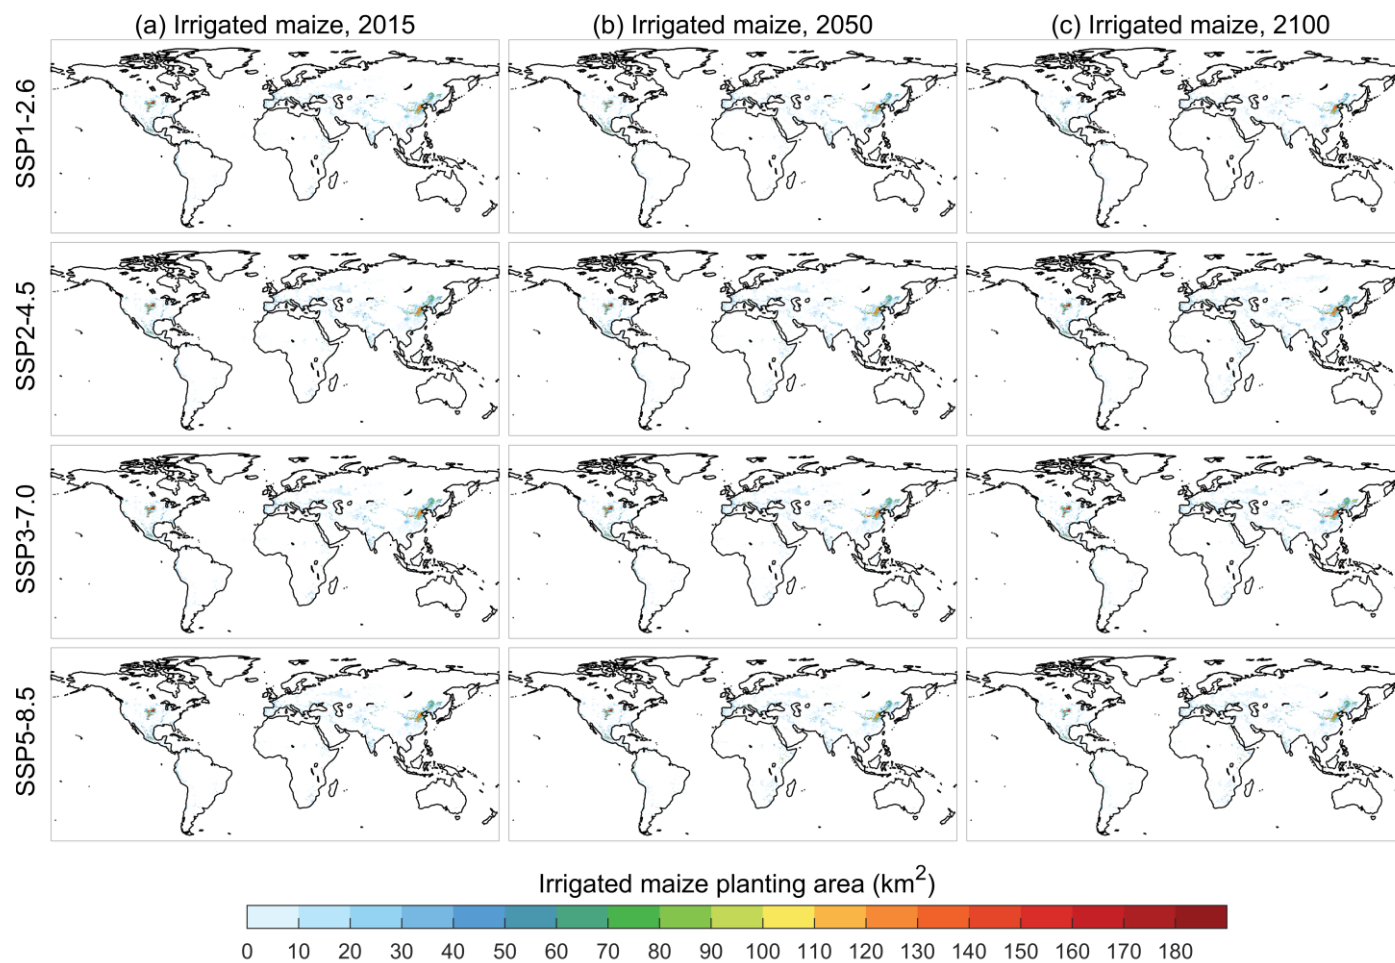 (a) Irrigated maize, 2015
(b) Irrigated maize, 2050
(c) Irrigated maize, 2100
SSP1-2.6
SSP2-4.5
SSP3-7.0
SSP5-8.5
Irrigated maize planting area (km²)
0 10 20 30 40 50 60 70 80 90 100 110 120 130 140 150 160 170 180